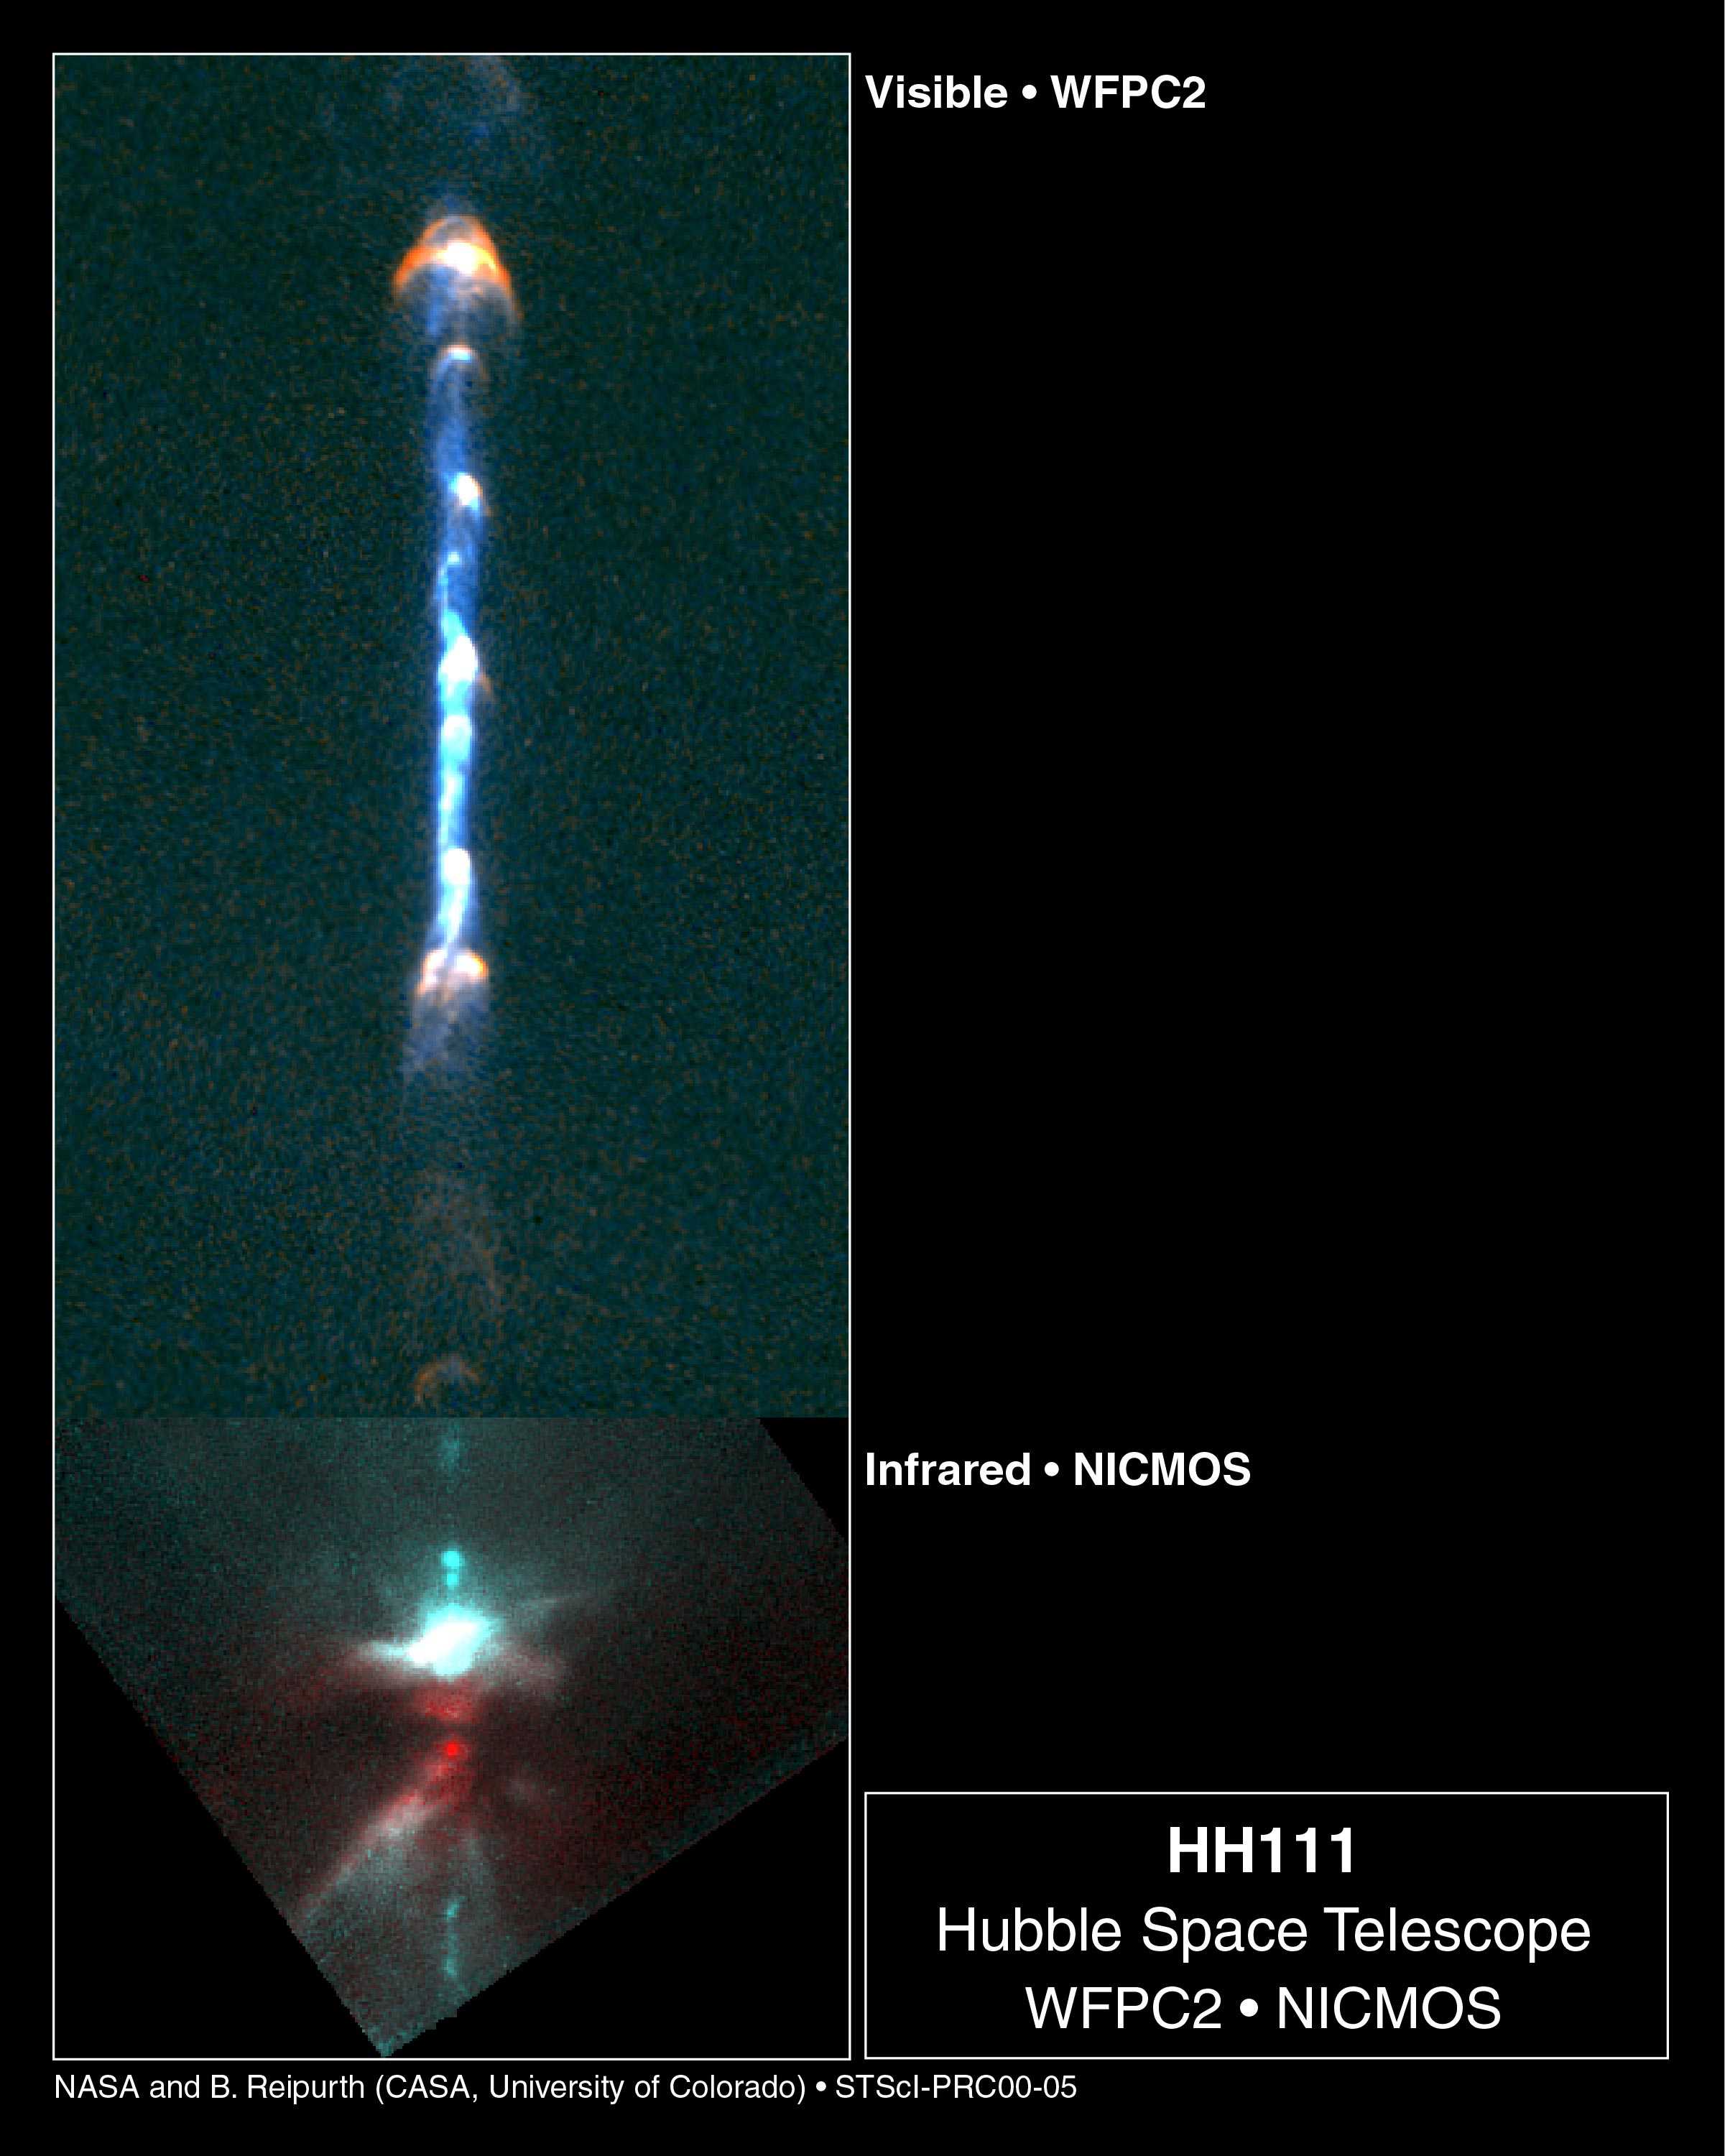 Visible • WFPC2
Infrared • NICMOS
HH111
Hubble Space Telescope
WFPC2 • NICMOS
NASA and B. Reipurth (CASA, University of Colorado) • STScI-PRC00-05